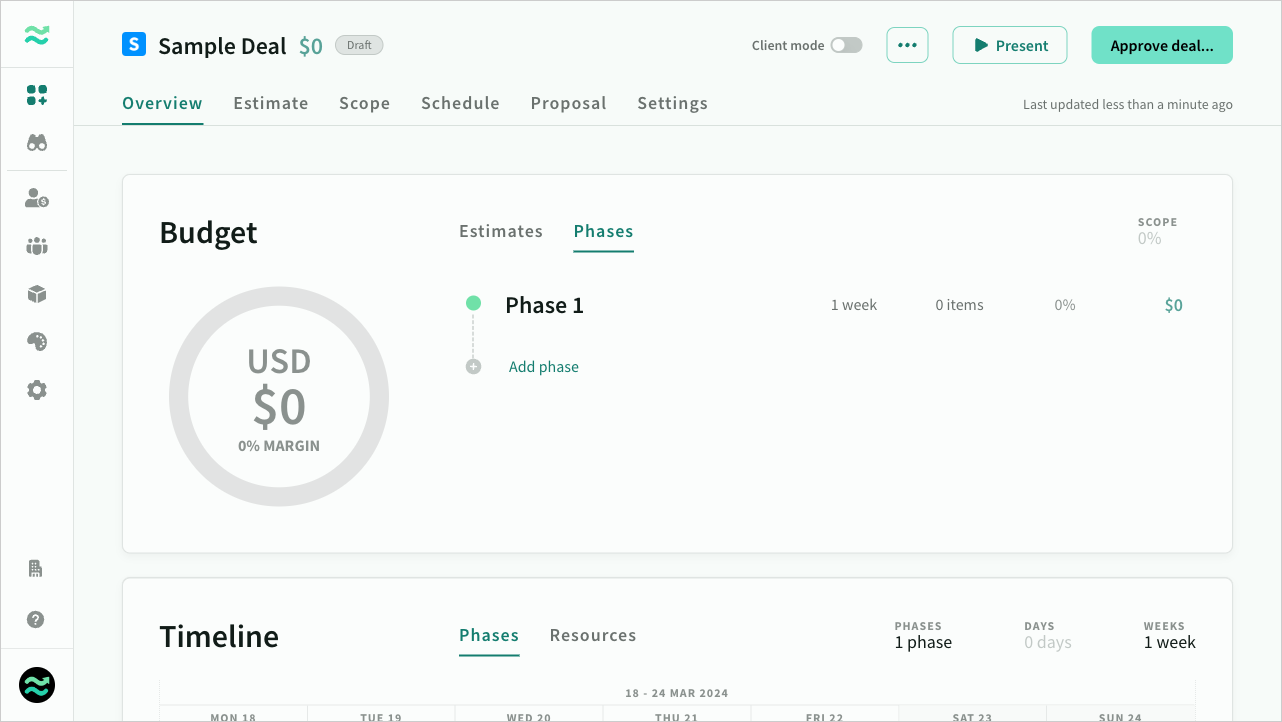 S Sample Deal $0 Draft
Client mode ••• Present Approve deal...
Overview Estimate Scope Schedule Proposal Settings
Last updated less than a minute ago
Budget
Estimates Phases
SCOPE
0%
USD
$0
0% MARGIN
Phase 1 1 week 0 items 0% $0
Add phase
Timeline
Phases Resources
PHASES
1 phase
DAYS
0 days
WEEKS
1 week
18 - 24 MAR 2024
MON 18 TUE 19 WED 20 THU 21 FRI 22 SAT 23 SUN 24